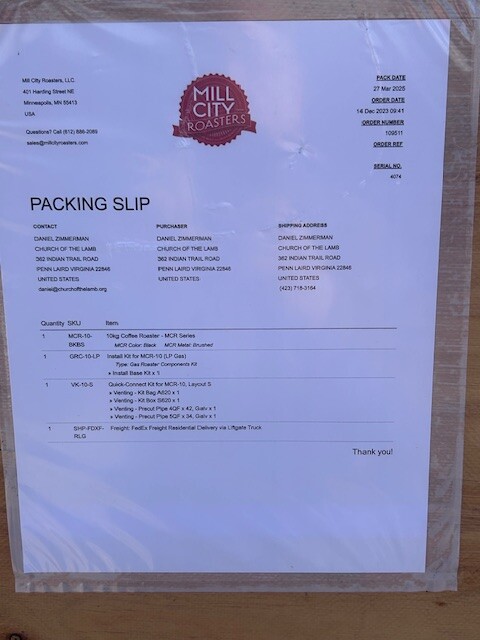 Mill City Roasters, LLC.
401 Harding Street NE
Minneapolis, MN 55413
USA
Questions? Call (612) 886-2089
sales@millcityroasters.com
MILL
CITY
ROASTERS
PACK DATE
27 Mar 2025
ORDER DATE
14 Dec 2023 09:41
ORDER NUMBER
109511
ORDER REF
SERIAL NO.
4074
PACKING SLIP
CONTACT
DANIEL ZIMMERMAN
CHURCH OF THE LAMB
362 INDIAN TRAIL ROAD
PENN LAIRD VIRGINIA 22846
UNITED STATES
daniel@churchofthelamb.org
PURCHASER
DANIEL ZIMMERMAN
CHURCH OF THE LAMB
362 INDIAN TRAIL ROAD
PENN LAIRD VIRGINIA 22846
UNITED STATES
SHIPPING ADDRESS
DANIEL ZIMMERMAN
CHURCH OF THE LAMB
362 INDIAN TRAIL ROAD
PENN LAIRD VIRGINIA 22846
UNITED STATES
(423) 718-3164
Quantity SKU Item
1 MCR-10-BKBS 10kg Coffee Roaster - MCR Series
MCR Color: Black MCR Metal: Brushed
1 GRC-10-LP Install Kit for MCR-10 (LP Gas)
Type: Gas Roaster Components Kit
» Install Base Kit x 1
1 VK-10-S Quick-Connect Kit for MCR-10, Layout S
» Venting - Kit Bag A620 x 1
» Venting - Kit Box S620 x 1
» Venting - Precut Pipe 4QF x 42, Galv x 1
» Venting - Precut Pipe 5QF x 34, Galv x 1
1 SHP-FDXF-RLG Freight: FedEx Freight Residential Delivery via Liftgate Truck
Thank you!